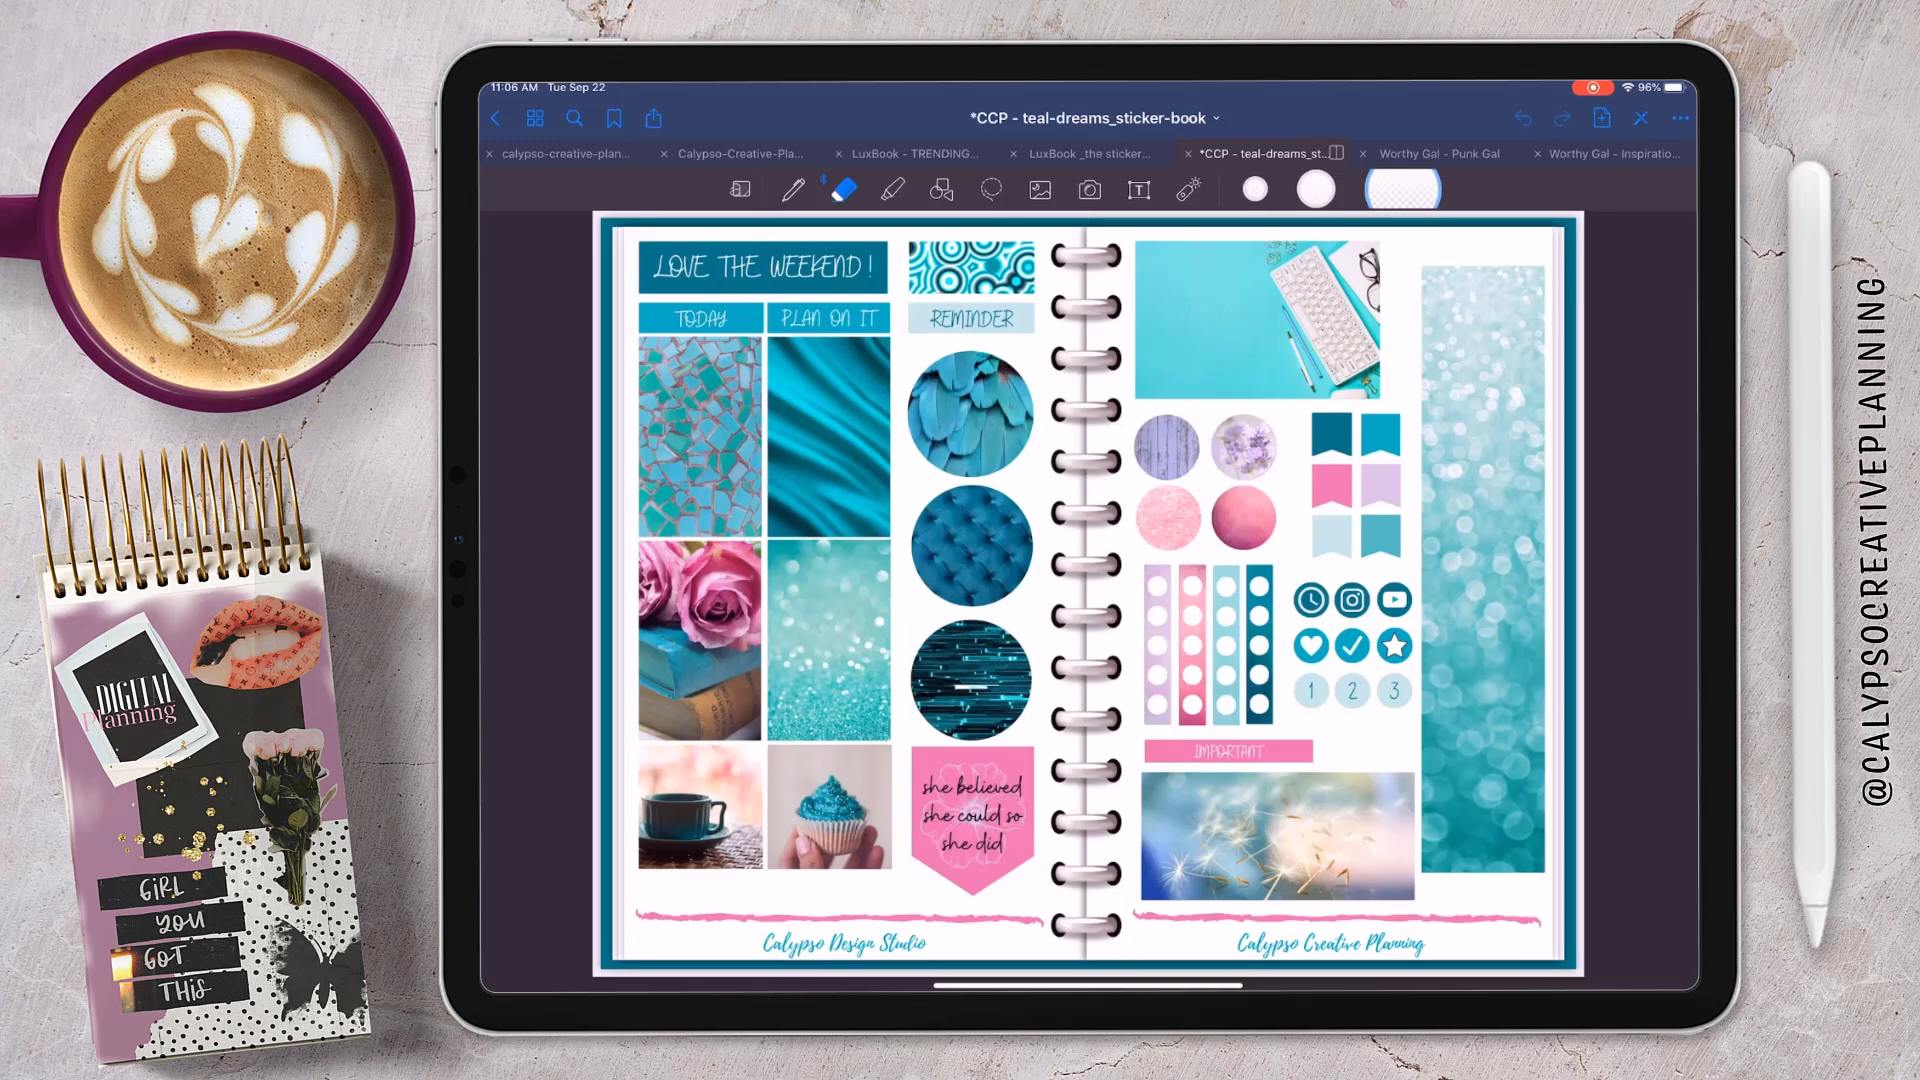 11:06 AM Tue Sep 22
96%
*CCP - teal-dreams_sticker-book
calypso-creative-plan...
Calypso-Creative-Pla...
LuxBook - TRENDING...
LuxBook _the sticker...
*CCP - teal-dreams_st...
Worthy Gal - Punk Gal
Worthy Gal - Inspiratio...
T
LOVE THE WEEKEND!
TODAY
PLAN ON IT
REMINDER
she believed
she could so
she did
Calypso Design Studio
1 2 3
IMPORTANT
Calypso Creative Planning
DIGITAL
Planning
GIRL
YOU
GOT
THIS
@CALYPSOCREATIVEPLANNING